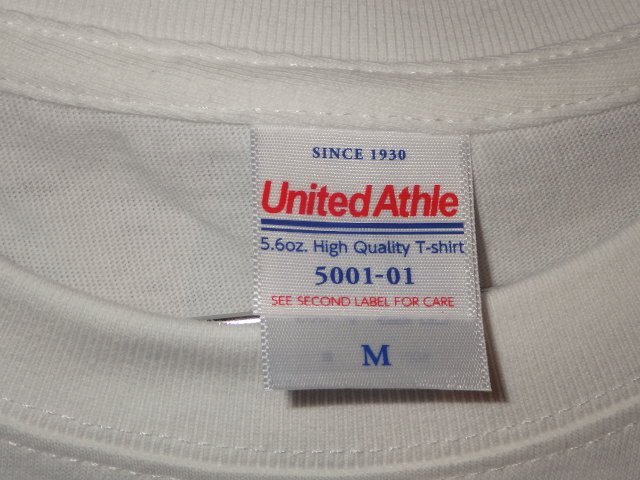 SINCE 1930
United Athle
5.6oz. High Quality T-shirt
5001-01
SEE SECOND LABEL FOR CARE
M